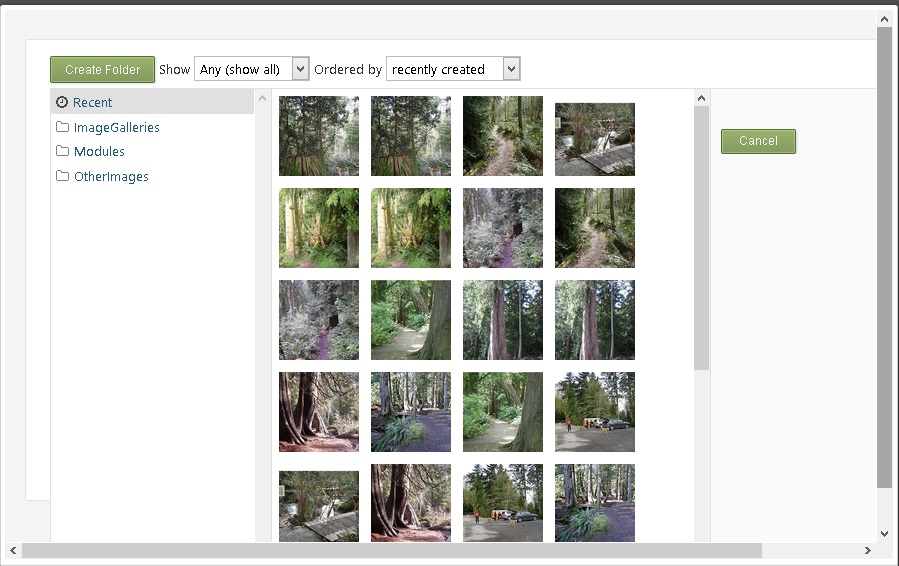 Create Folder Show Any (show all) Ordered by recently created
Recent
ImageGalleries
Modules
OtherImages
Cancel